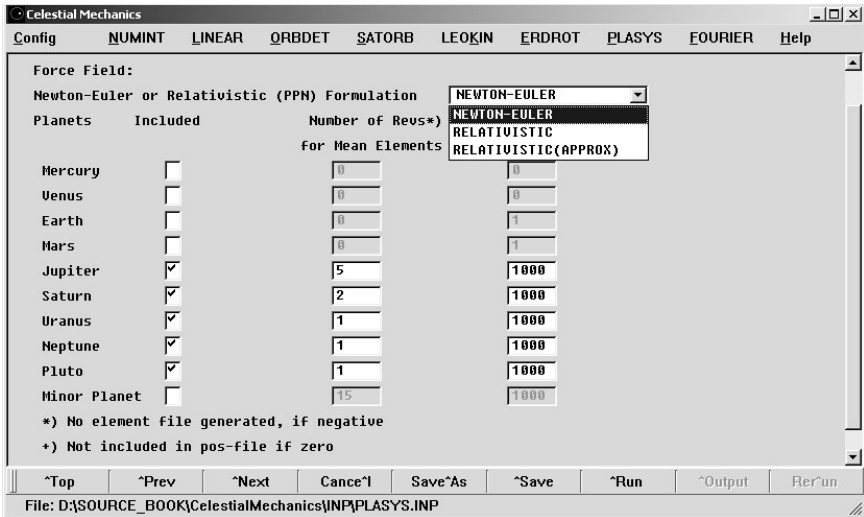 Celestial Mechanics
Config NUMINT LINEAR ORBDET SATORB LEOKIN ERDROT PLASYS FOURIER Help
Force Field:
Newton-Euler or Relativistic (PPN) Formulation NEWTON-EULER
NEWTON-EULER
RELATIVISTIC
RELATIVISTIC(APPROX)
Planets Included Number of Revs*)
for Mean Elements
Mercury 0 0
Venus 0 0
Earth 0 1
Mars 0 1
Jupiter 5 1000
Saturn 2 1000
Uranus 1 1000
Neptune 1 1000
Pluto 1 1000
Minor Planet 15 1000
*) No element file generated, if negative
+) Not included in pos-file if zero
^Top ^Prev ^Next Cance^l Save^As ^Save ^Run ^Output Rer^un
File: D:\SOURCE_BOOK\CelestialMechanics\INP\PLASYS.INP